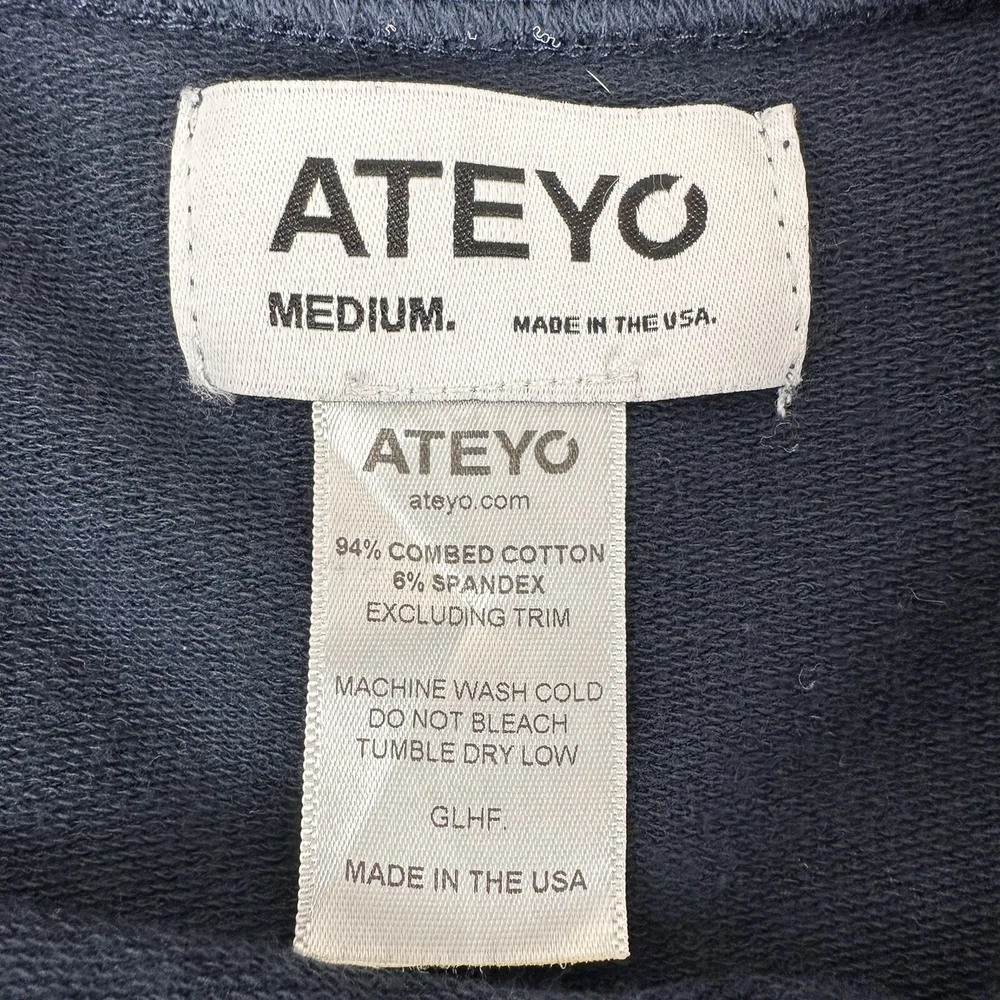 ATEYO
MEDIUM. MADE IN THE USA.
ATEYO
ateyo.com
94% COMBED COTTON
6% SPANDEX
EXCLUDING TRIM
MACHINE WASH COLD
DO NOT BLEACH
TUMBLE DRY LOW
GLHF.
MADE IN THE USA